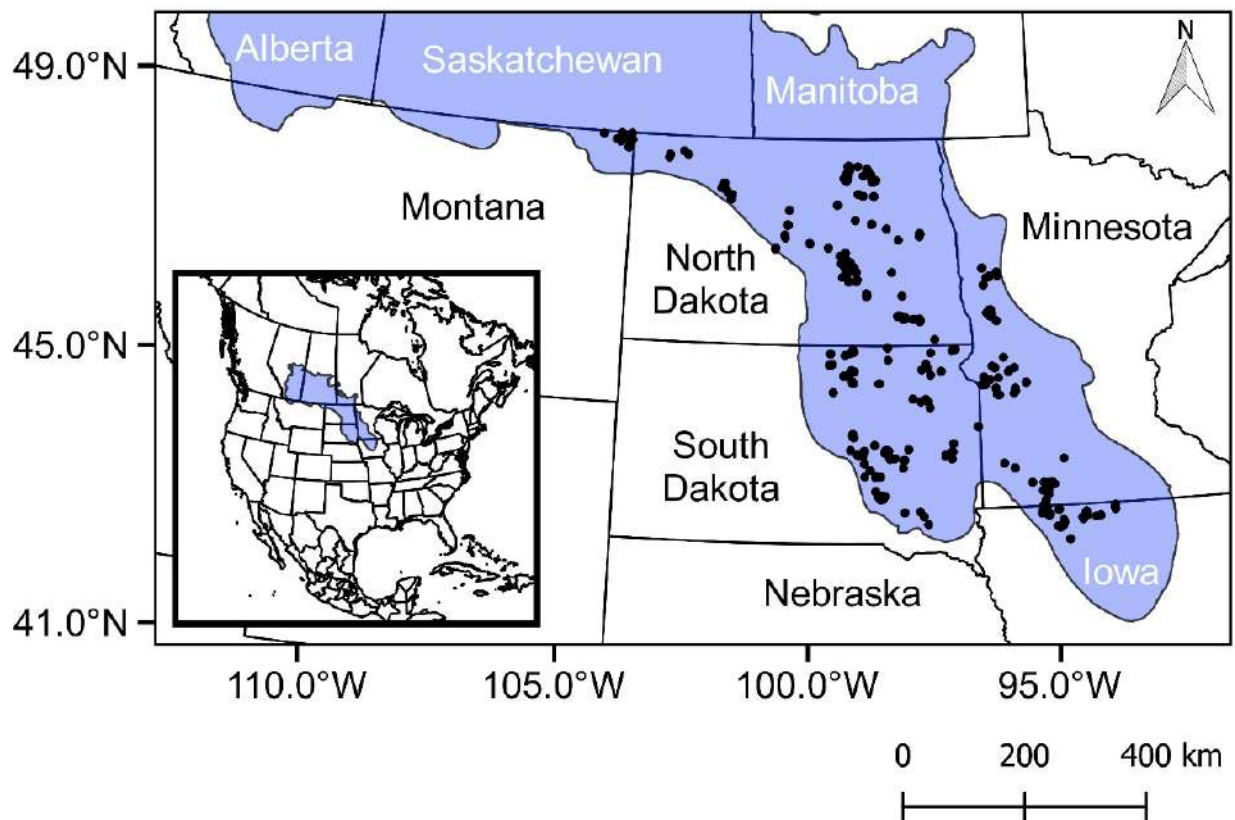 Alberta
Saskatchewan
Manitoba
N
49.0°N
Montana
Minnesota
North
Dakota
45.0°N
South
Dakota
Iowa
Nebraska
41.0°N
110.0°W 105.0°W 100.0°W 95.0°W
0 200 400 km